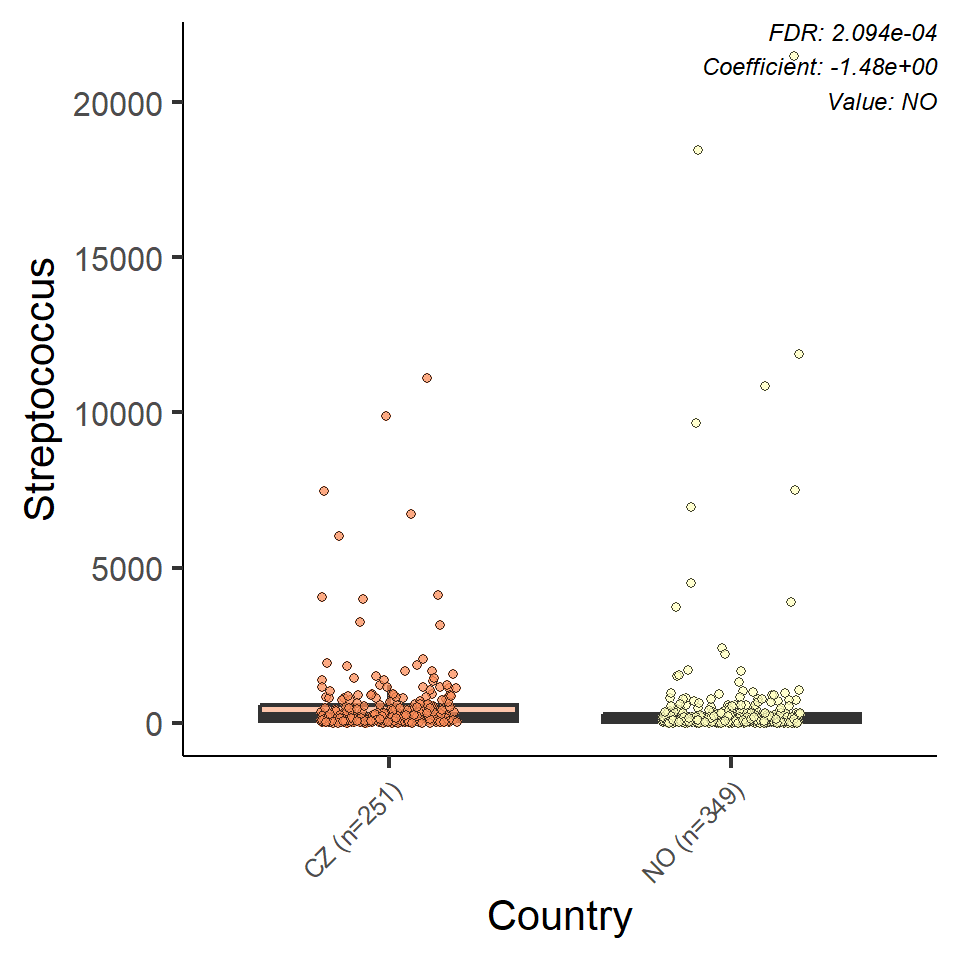 FDR: 2.094e-04
Coefficient: -1.48e+00
Value: NO
20000
15000
10000
5000
0
Streptococcus
CZ (n=251)
NO (n=349)
Country